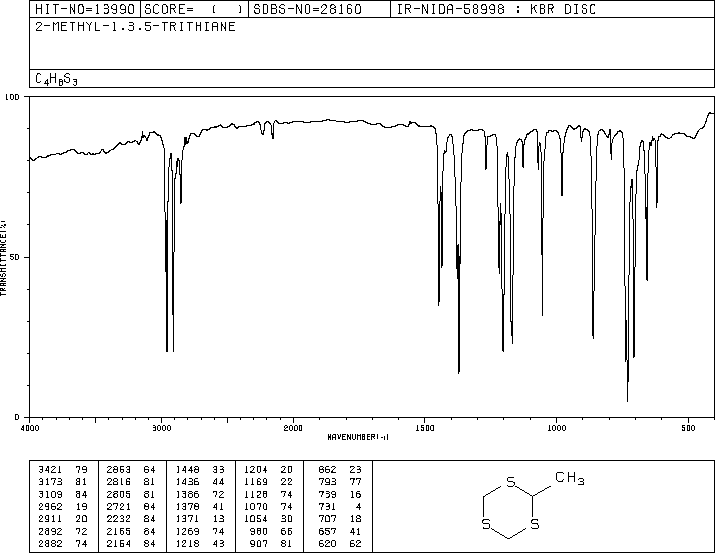 HIT-NO=13990 SCORE= ( ) SDBS-NO=28160 IR-NIDA-58998 : KBR DISC
2-METHYL-1.3.5-TRITHIANE
C4H8S3
100
50
0
TRANSMITTANCE(%)
4000 3000 2000 1500 1000 500
WAVENUMBER(-1)
3421 79 2853 64 1448 33 1204 20 862 23
3173 81 2816 81 1436 44 1169 22 793 77
3109 84 2805 81 1386 72 1128 74 739 16
2962 19 2721 84 1378 41 1070 74 731 4
2911 20 2232 84 1371 13 1054 30 707 18
2892 72 2165 84 1269 74 980 66 657 41
2882 74 2154 84 1218 43 907 81 620 62
CH3
S
S S